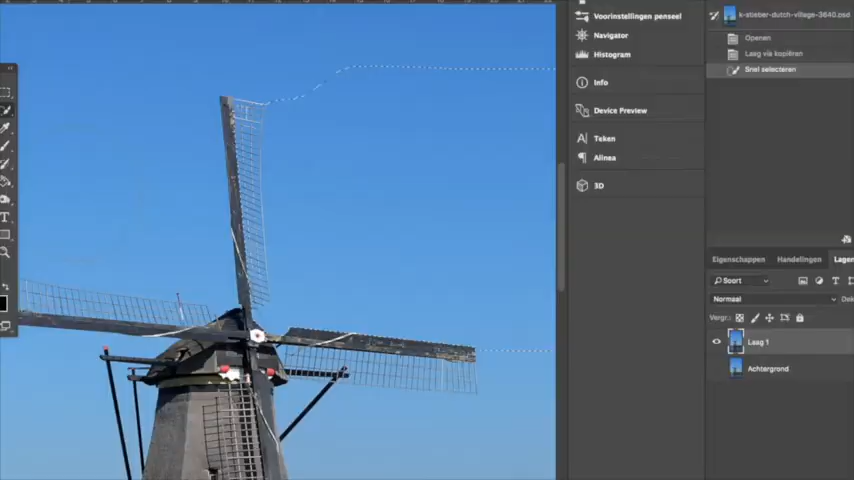 Voorinstellingen penseel
Navigator
Histogram
Info
Device Preview
Teken
Alinea
3D
k-stieber-dutch-village-3640.psd
Openen
Laag via kopiëren
Snel selecteren
Eigenschappen
Handelingen
Lagen
Soort
Normaal
Vergr.:
Laag 1
Achtergrond